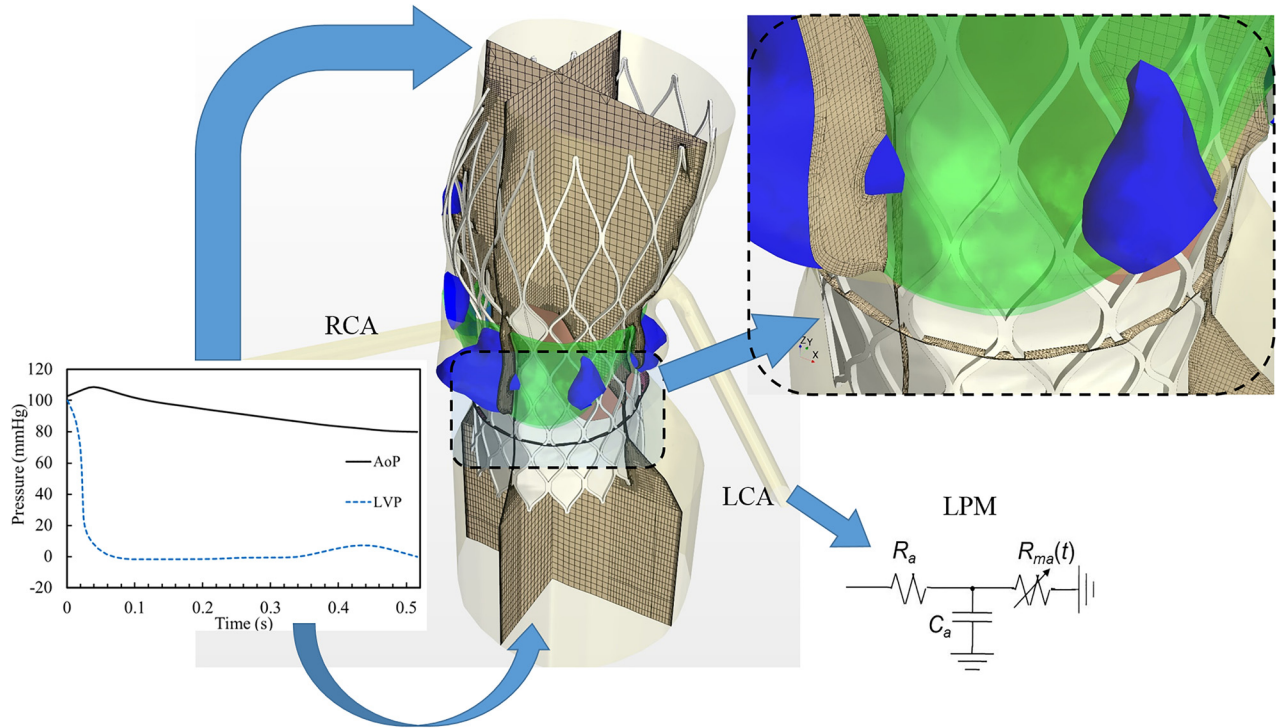 RCA
120
100
80
60
40
20
0
-20
Pressure (mmHg)
AoP
LVP
0
0.1
0.2
0.3
0.4
0.5
Time (s)
ZY
X
LCA
LPM
Rₐ
Rₘₐ(t)
Cₐ